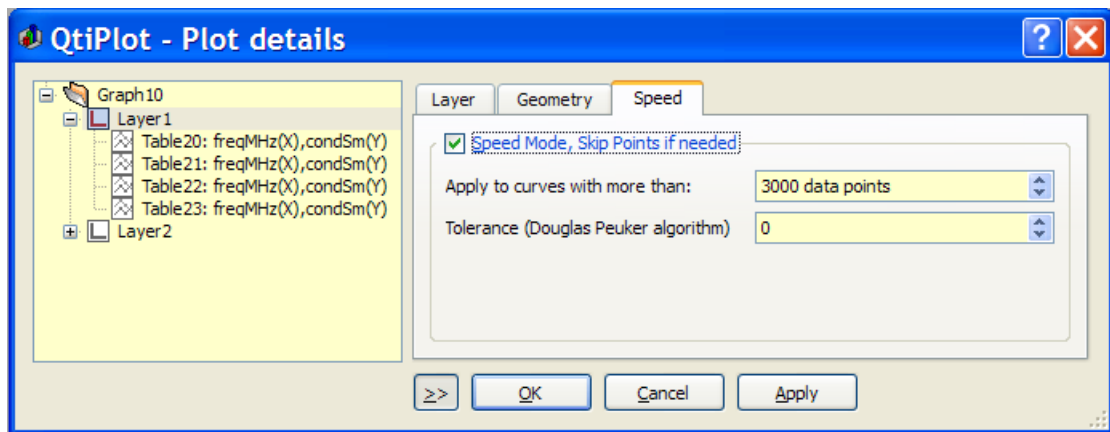 QtiPlot - Plot details
Graph10
Layer1
Table20: freqMHz(X),condSm(Y)
Table21: freqMHz(X),condSm(Y)
Table22: freqMHz(X),condSm(Y)
Table23: freqMHz(X),condSm(Y)
Layer2
Layer Geometry Speed
Speed Mode, Skip Points if needed
Apply to curves with more than: 3000 data points
Tolerance (Douglas Peuker algorithm) 0
>> OK Cancel Apply